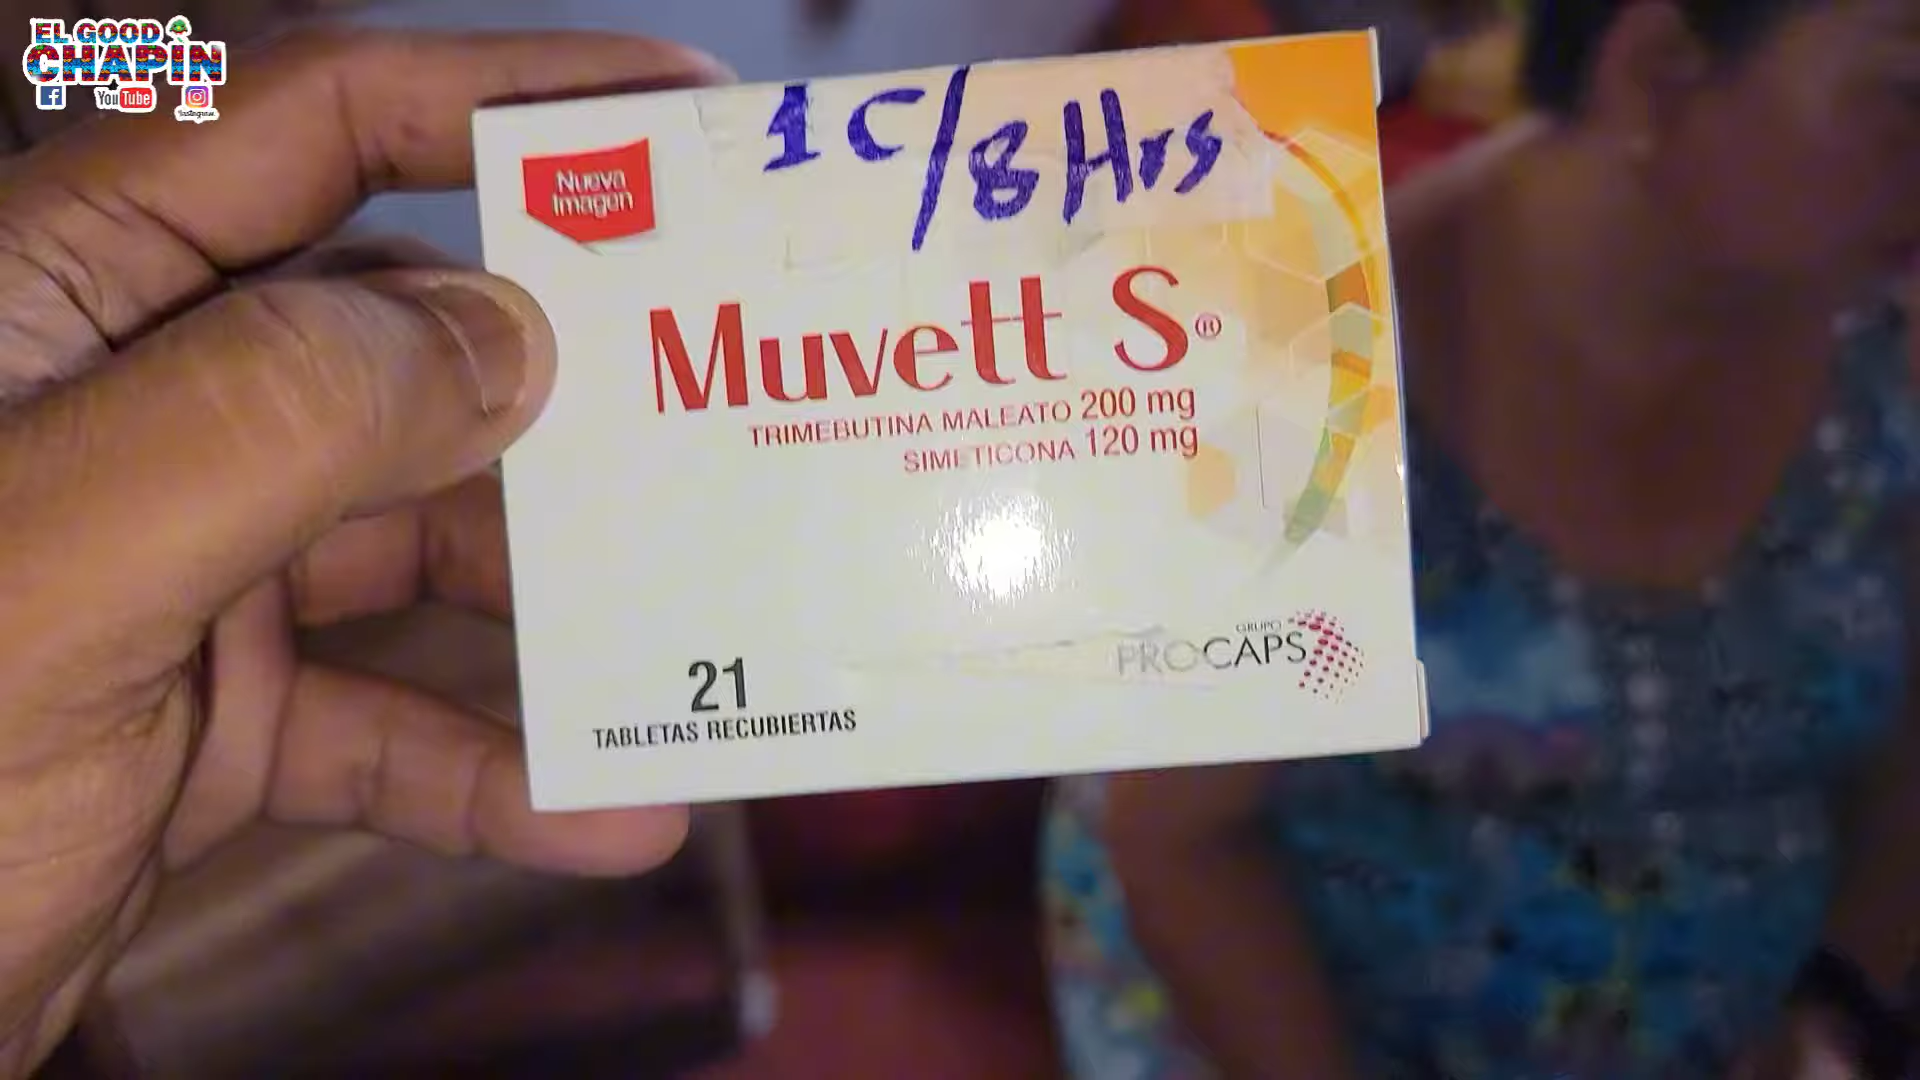 EL GOOD
CHAPIN
YouTube
Instagram
1 C/8 Hrs
Nueva
Imagen
Muvett S®
TRIMEBUTINA MALEATO 200 mg
SIMETICONA 120 mg
GRUPO
PROCAPS
21
TABLETAS RECUBIERTAS